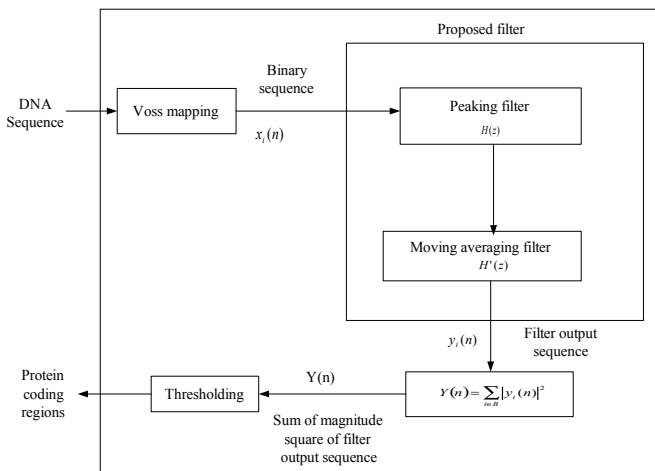 Proposed filter
DNA
Sequence
Voss mapping
Binary
sequence
x_i(n)
Peaking filter
H(z)
Moving averaging filter
H'(z)
y_i(n)
Filter output
sequence
Y(n) = ∑_{i∈B} |y_i(n)|²
Y(n)
Sum of magnitude
square of filter
output sequence
Thresholding
Protein
coding
regions